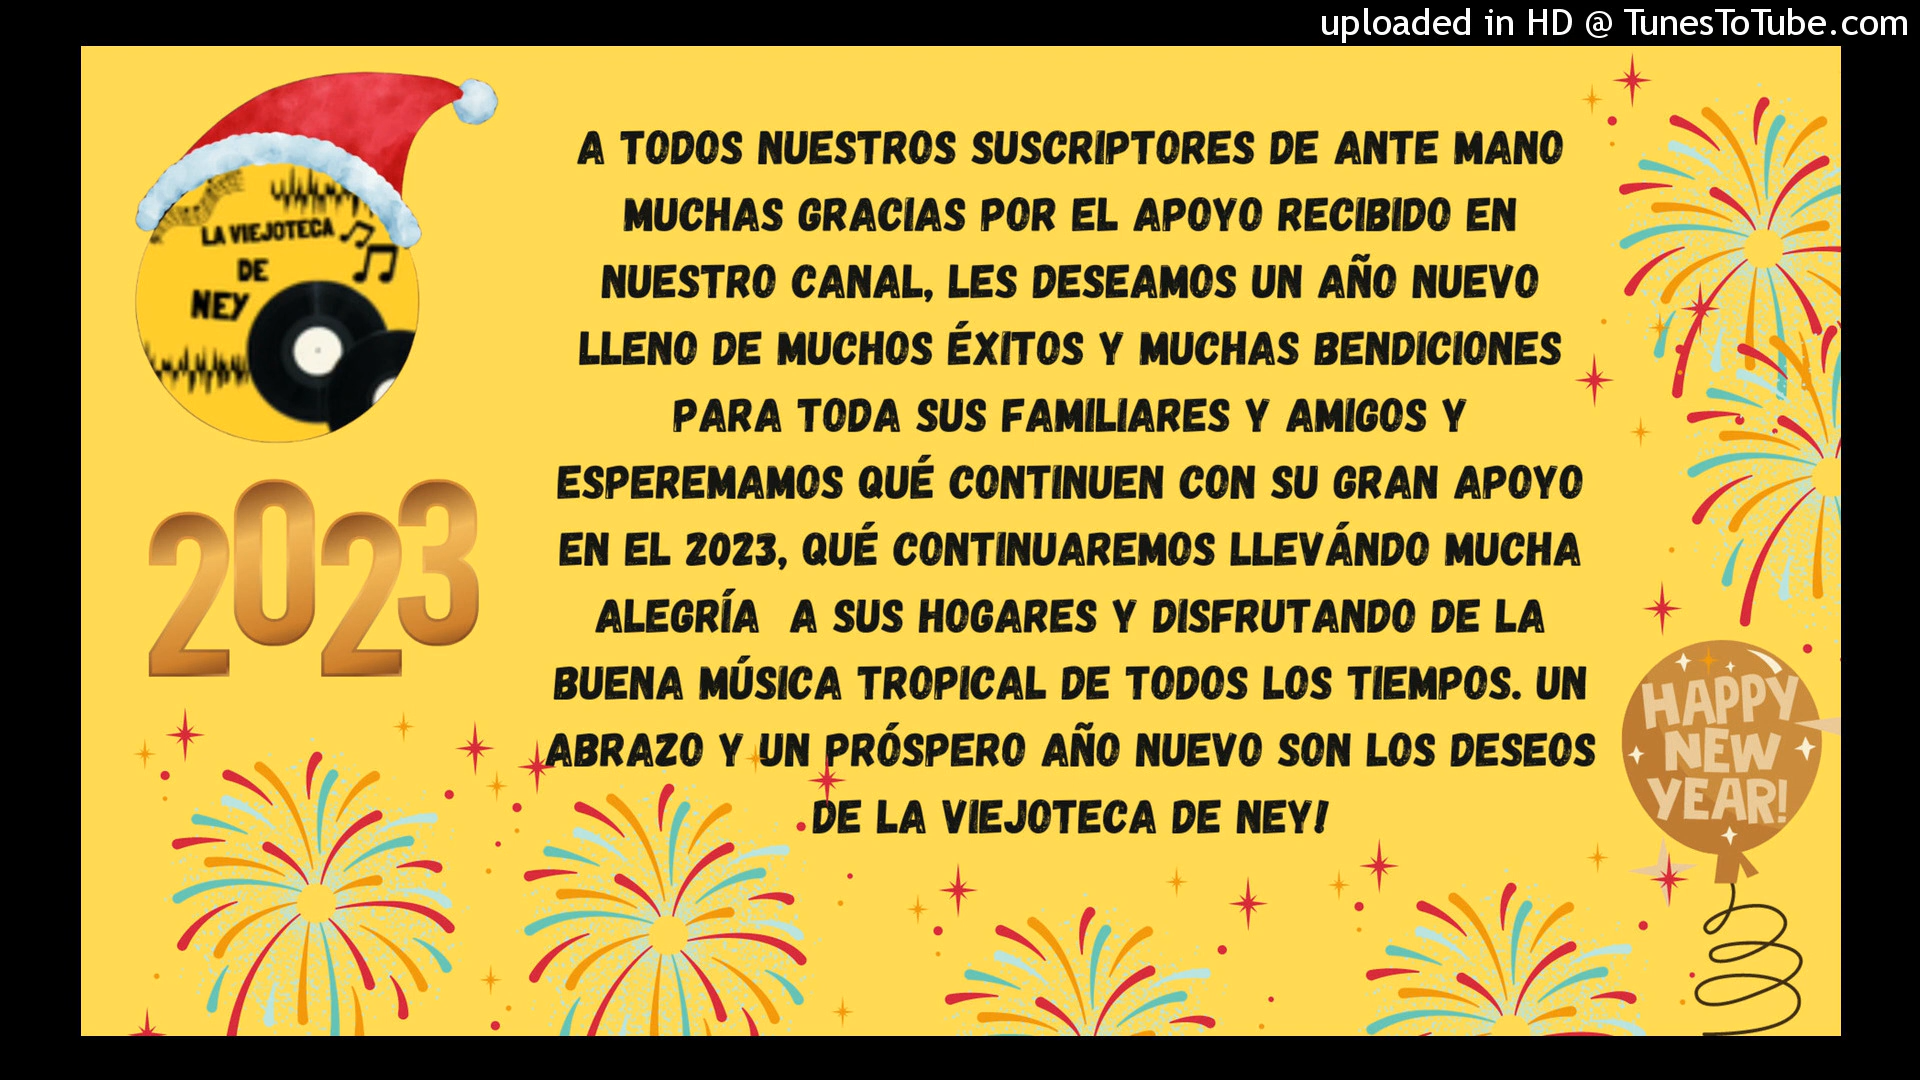 uploaded in HD @ TunesToTube.com
LA VIEJOTECA
DE
NEY
2023
A TODOS NUESTROS SUSCRIPTORES DE ANTE MANO
MUCHAS GRACIAS POR EL APOYO RECIBIDO EN
NUESTRO CANAL, LES DESEAMOS UN AÑO NUEVO
LLENO DE MUCHOS ÉXITOS Y MUCHAS BENDICIONES
PARA TODA SUS FAMILIARES Y AMIGOS Y
ESPEREMAMOS QUÉ CONTINUEN CON SU GRAN APOYO
EN EL 2023, QUÉ CONTINUAREMOS LLEVÁNDO MUCHA
ALEGRÍA A SUS HOGARES Y DISFRUTANDO DE LA
BUENA MÚSICA TROPICAL DE TODOS LOS TIEMPOS. UN
ABRAZO Y UN PRÓSPERO AÑO NUEVO SON LOS DESEOS
DE LA VIEJOTECA DE NEY!
HAPPY
NEW
YEAR!